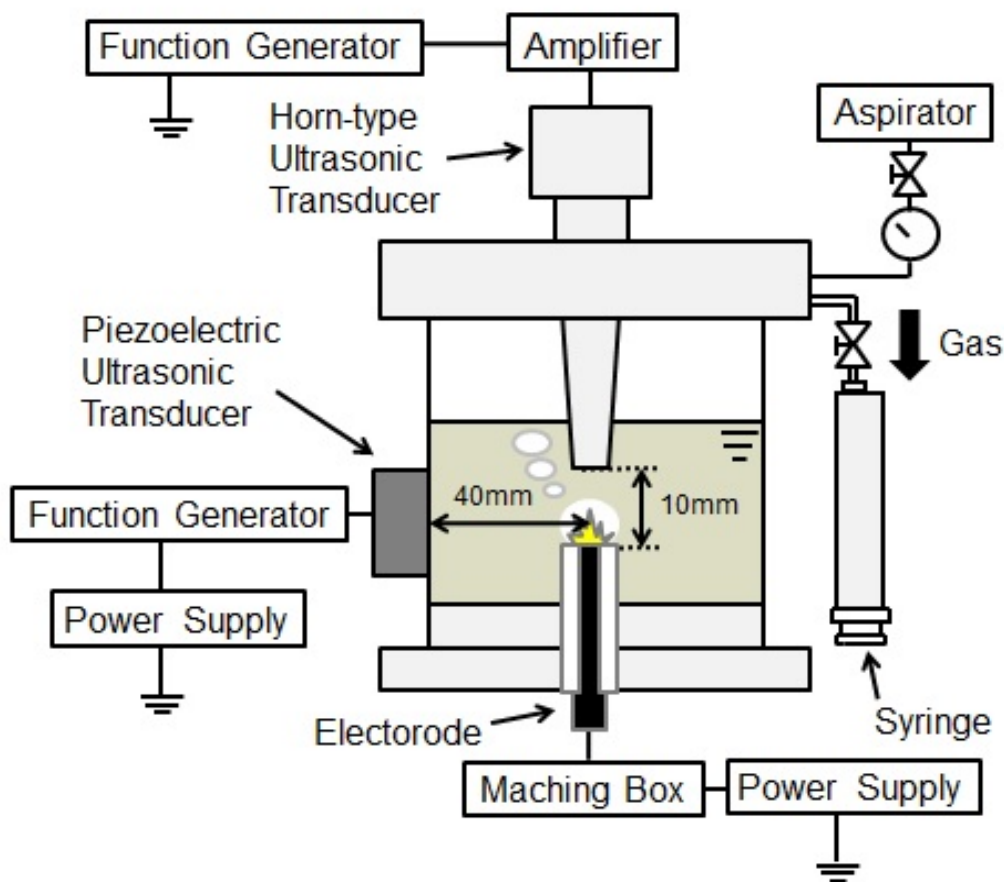 Function Generator
Amplifier
Horn-type
Ultrasonic
Transducer
Aspirator
Piezoelectric
Ultrasonic
Transducer
Gas
40mm
10mm
Function Generator
Power Supply
Electorode
Syringe
Maching Box
Power Supply